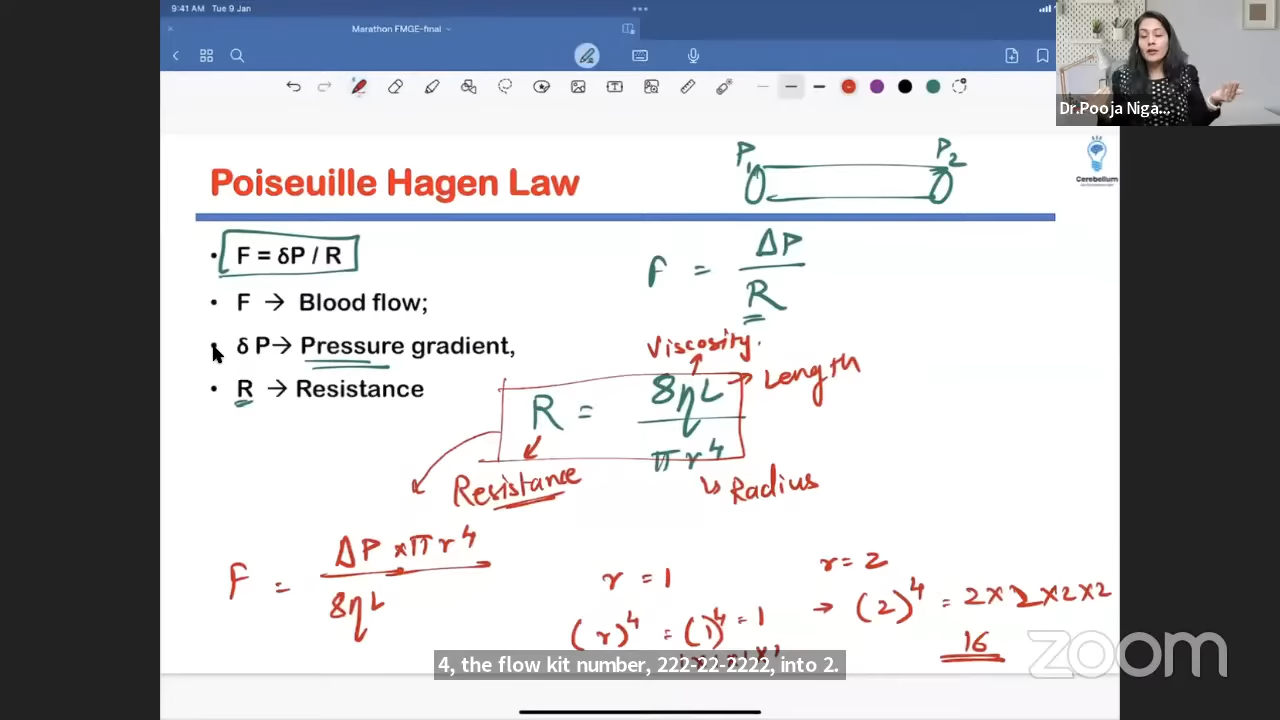 9:41 AM Tue 9 Jan
Marathon FMGE-final
Dr.Pooja Niga...
Cerebellum
Poiseuille Hagen Law
P1 P2
• F = δP / R
F = ΔP / R
• F → Blood flow;
• δ P→ Pressure gradient,
• R → Resistance
Viscosity.
Length
R = 8ηL / πr4
Resistance
Radius
F = ΔP × πr4 / 8ηL
r = 1
(r)4 = (1)4 = 1
r = 2
→ (2)4 = 2×2×2×2
16
4, the flow kit number, 222-22-2222, into 2.
zoom